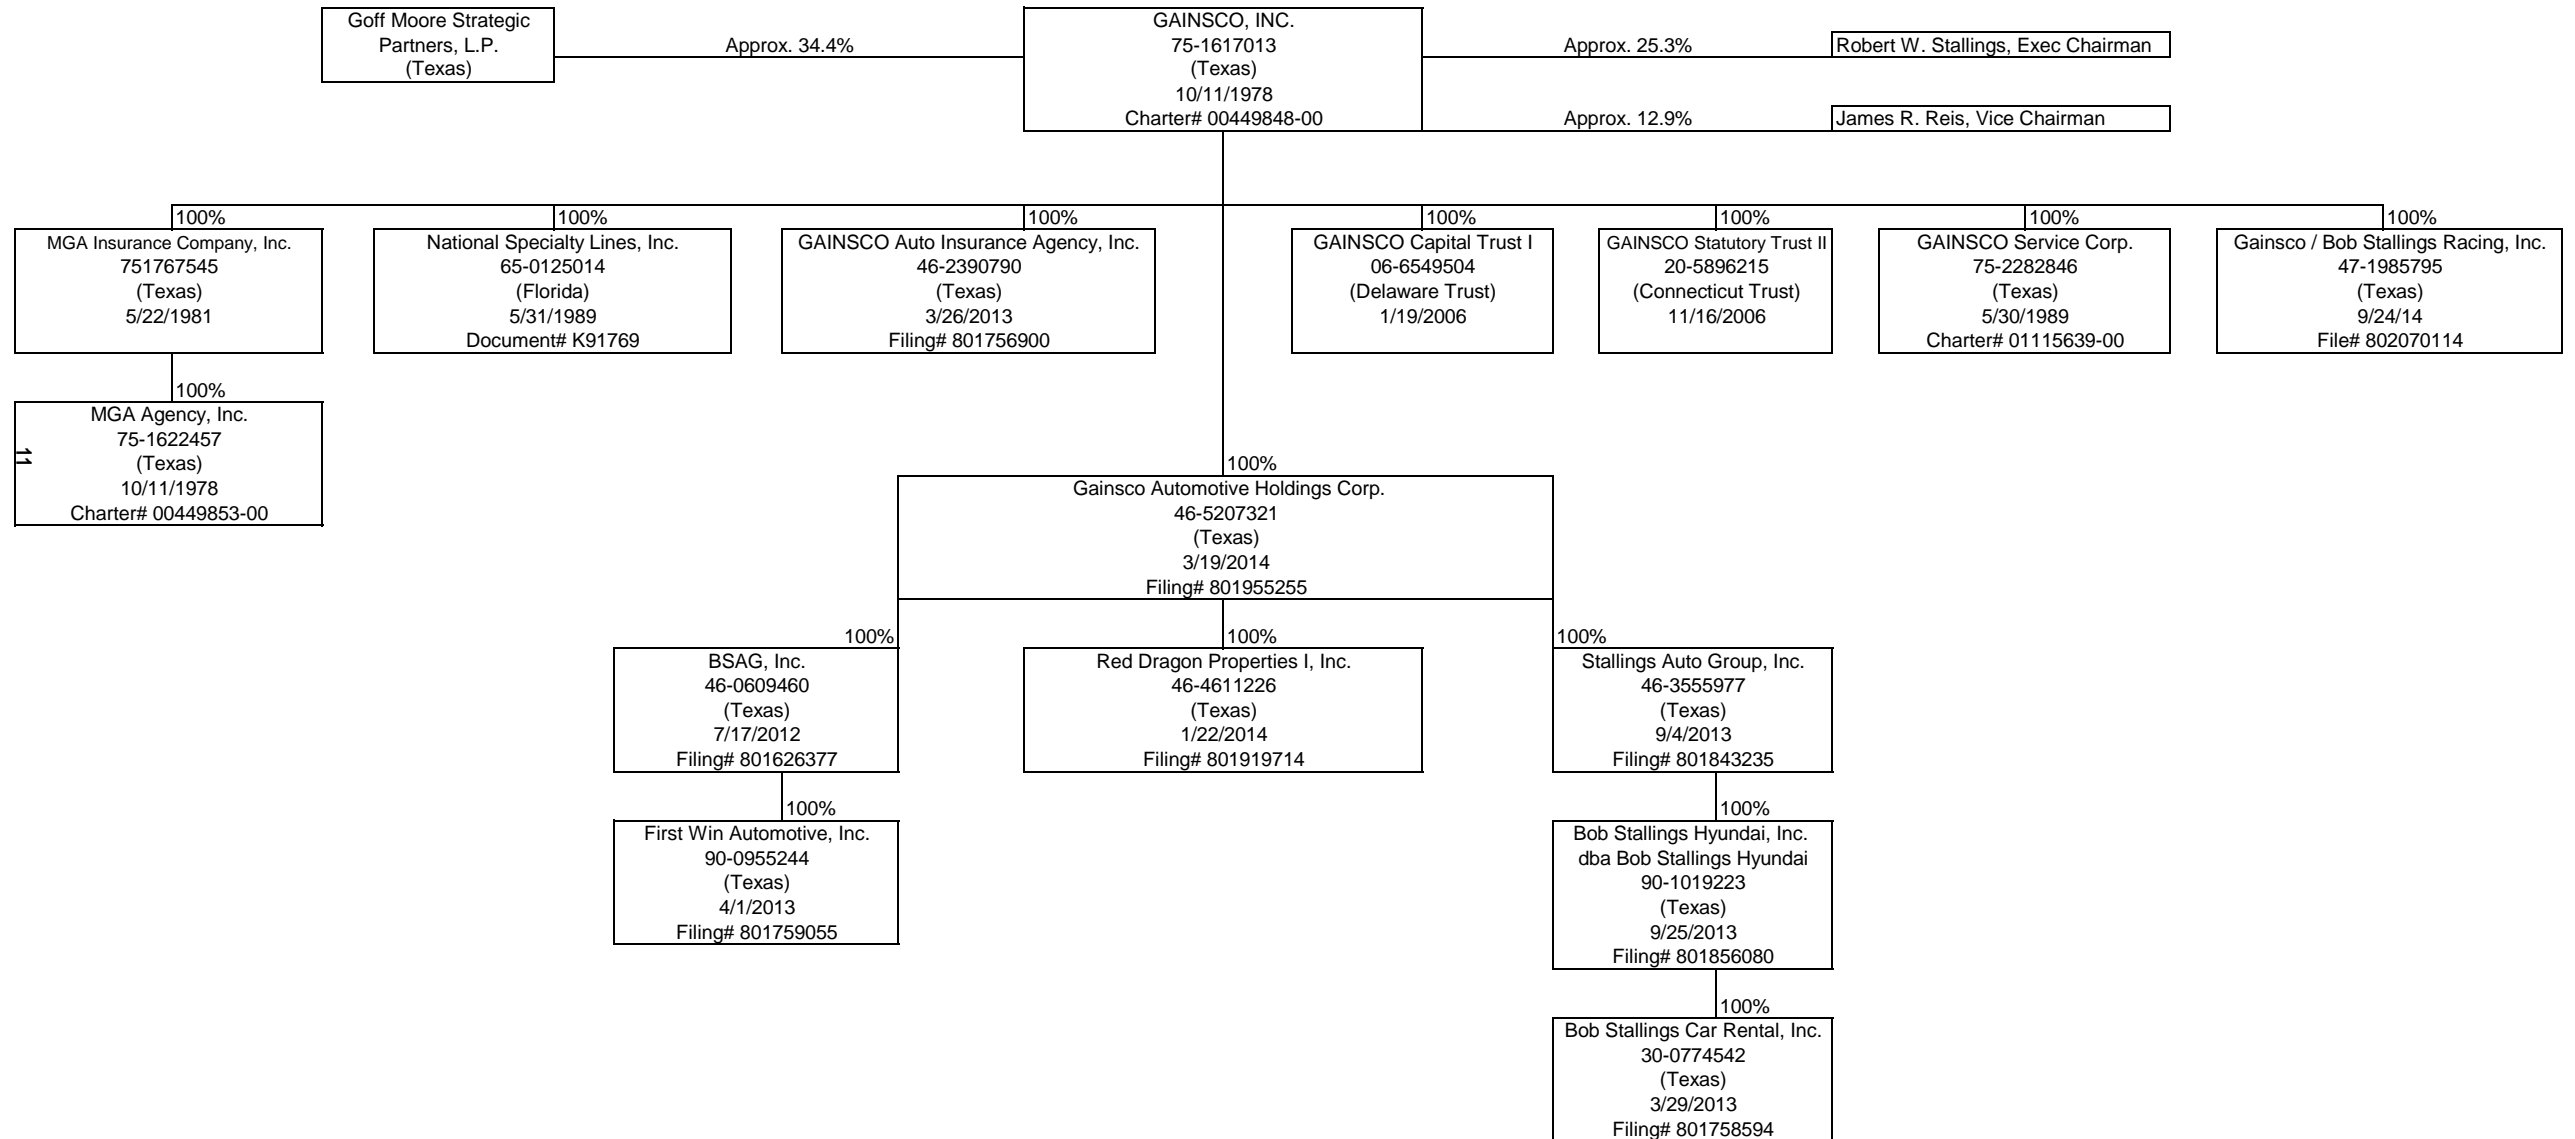 Goff Moore Strategic
Partners, L.P.
(Texas)
Approx. 34.4%
GAINSCO, INC.
75-1617013
(Texas)
10/11/1978
Charter# 00449848-00
Approx. 25.3%
Robert W. Stallings, Exec Chairman
Approx. 12.9%
James R. Reis, Vice Chairman
100%
MGA Insurance Company, Inc.
751767545
(Texas)
5/22/1981
100%
National Specialty Lines, Inc.
65-0125014
(Florida)
5/31/1989
Document# K91769
100%
GAINSCO Auto Insurance Agency, Inc.
46-2390790
(Texas)
3/26/2013
Filing# 801756900
100%
GAINSCO Capital Trust I
06-6549504
(Delaware Trust)
1/19/2006
100%
GAINSCO Statutory Trust II
20-5896215
(Connecticut Trust)
11/16/2006
100%
GAINSCO Service Corp.
75-2282846
(Texas)
5/30/1989
Charter# 01115639-00
100%
Gainsco / Bob Stallings Racing, Inc.
47-1985795
(Texas)
9/24/14
File# 802070114
100%
MGA Agency, Inc.
75-1622457
(Texas)
10/11/1978
Charter# 00449853-00
11
100%
Gainsco Automotive Holdings Corp.
46-5207321
(Texas)
3/19/2014
Filing# 801955255
100%
BSAG, Inc.
46-0609460
(Texas)
7/17/2012
Filing# 801626377
100%
Red Dragon Properties I, Inc.
46-4611226
(Texas)
1/22/2014
Filing# 801919714
100%
Stallings Auto Group, Inc.
46-3555977
(Texas)
9/4/2013
Filing# 801843235
100%
First Win Automotive, Inc.
90-0955244
(Texas)
4/1/2013
Filing# 801759055
100%
Bob Stallings Hyundai, Inc.
dba Bob Stallings Hyundai
90-1019223
(Texas)
9/25/2013
Filing# 801856080
100%
Bob Stallings Car Rental, Inc.
30-0774542
(Texas)
3/29/2013
Filing# 801758594